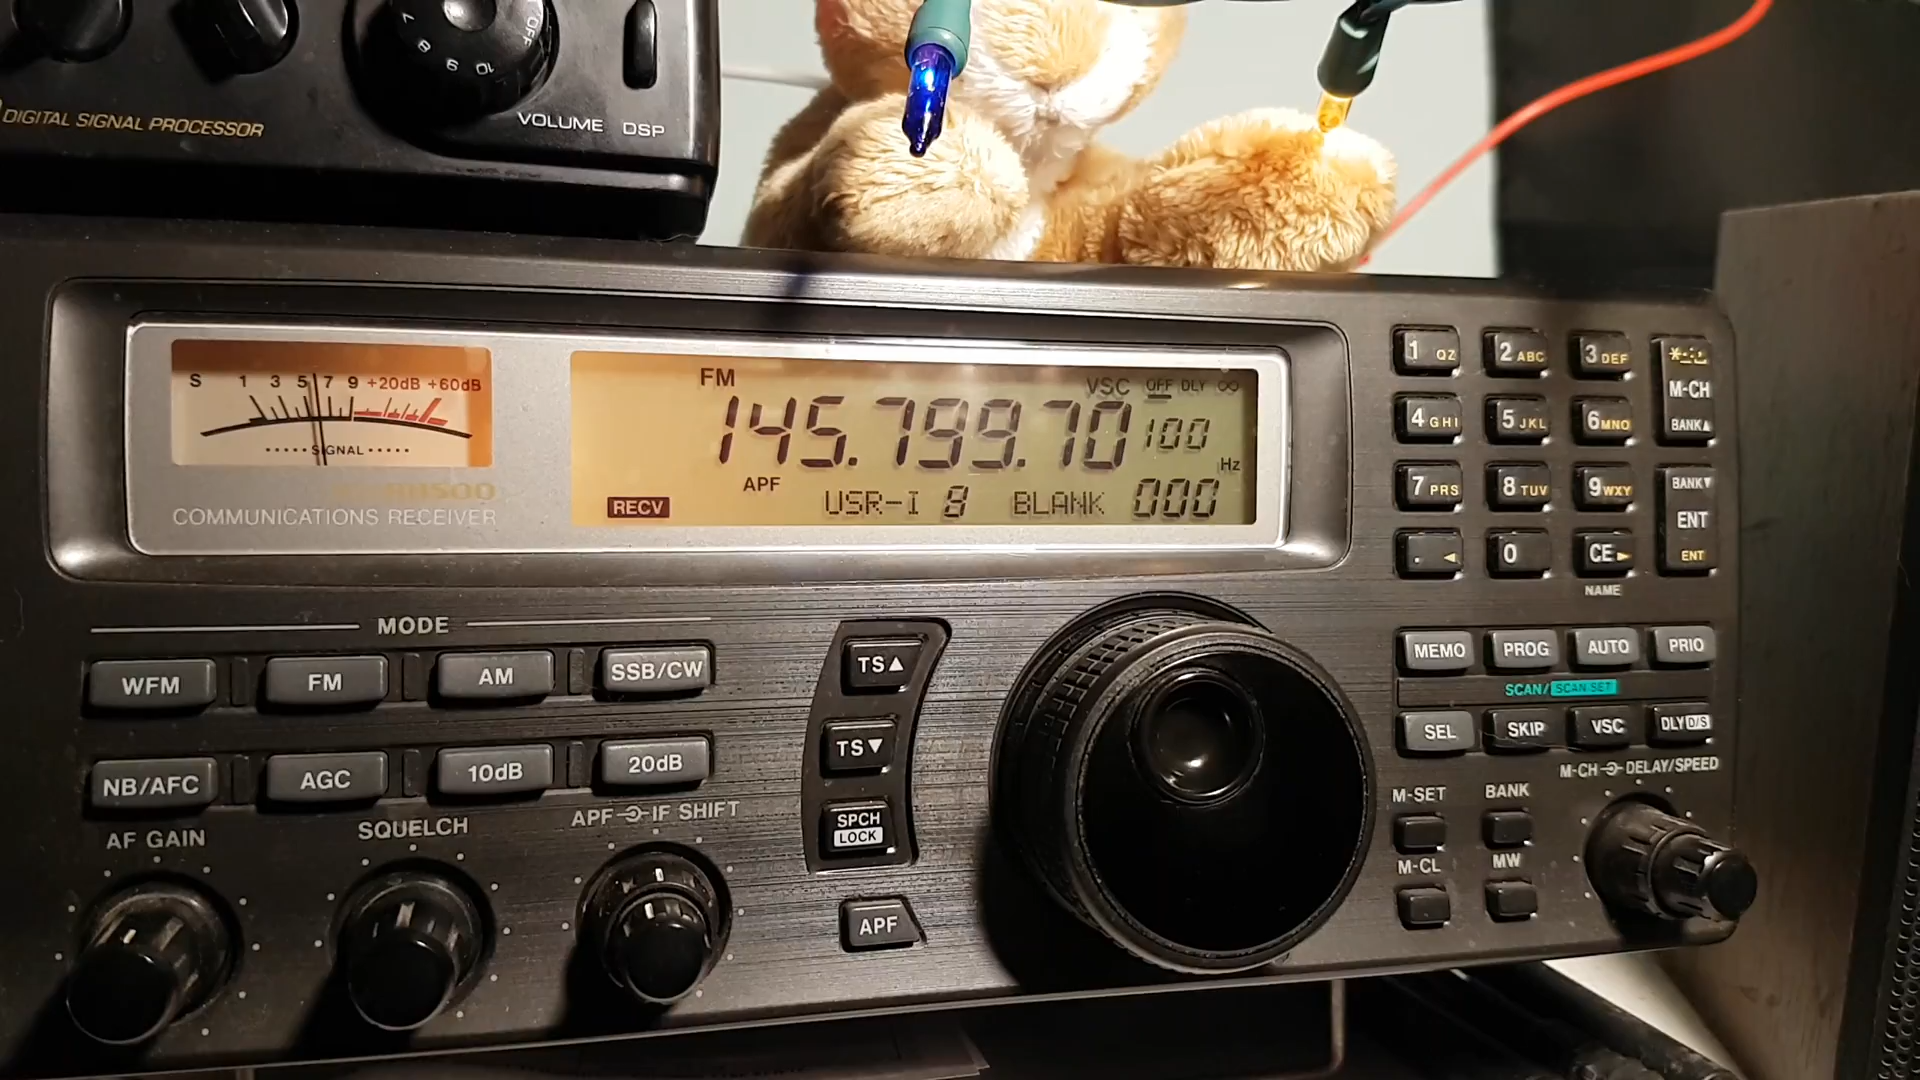 OFF
7
8
9
10
DIGITAL SIGNAL PROCESSOR
VOLUME DSP
S 1 3 5 7 9 +20dB +60dB
SIGNAL
COMMUNICATIONS RECEIVER
FM
VSC OFF DLY ∞
145.799.70 100
Hz
APF
RECV
USR-I 8 BLANK 000
1 QZ
2 ABC
3 DEF
M-CH
BANK▲
4 GHI
5 JKL
6 MNO
7 PRS
8 TUV
9 WXY
BANK▼
ENT
ENT
. ◄
0
CE ►
NAME
MODE
WFM
FM
AM
SSB/CW
NB/AFC
AGC
10dB
20dB
AF GAIN
SQUELCH
APF IF SHIFT
TS▲
TS▼
SPCH
LOCK
APF
MEMO
PROG
AUTO
PRIO
SCAN/SCAN SET
SEL
SKIP
VSC
DLY D/S
M-CH DELAY/SPEED
M-SET
BANK
M-CL
MW